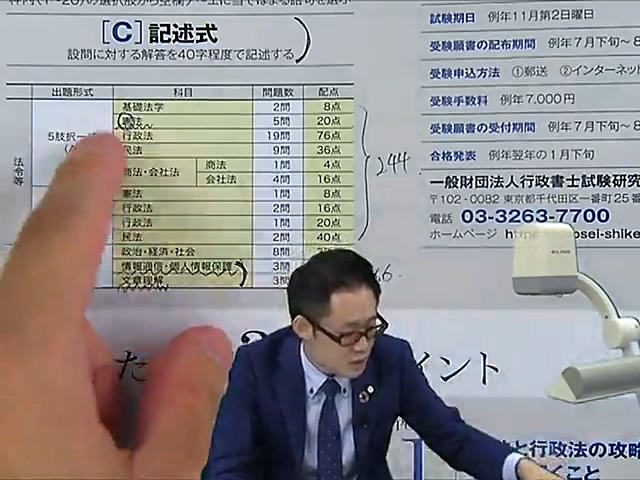 [C] 記述式
設問に対する解答を40字程度で記述する
出題形式 科目 問題数 配点
基礎法学 2問 8点
5問 20点
5肢択一 行政法 19問 76点
民法 9問 36点
法令等
商法・会社法 商法 1問 4点
会社法 4問 16点
憲法 1問 8点
行政法 2問 16点
行政法 1問 20点
民法 2問 40点
政治・経済・社会 8問
情報通信・個人情報保護 3問
文章理解 3問
244
試験期日 例年11月第2日曜日
受験願書の配布期間 例年7月下旬〜8
受験申込方法 ①郵送 ②インターネッ
受験手数料 例年7,000円
受験願書の受付期間 例年7月下旬〜8
合格発表 例年翌年の1月下旬
一般財団法人行政書士試験研究
〒102-0082 東京都千代田区一番町25番
電話 03-3263-7700
ホームページ
た
イント
と行政法の攻略
こと